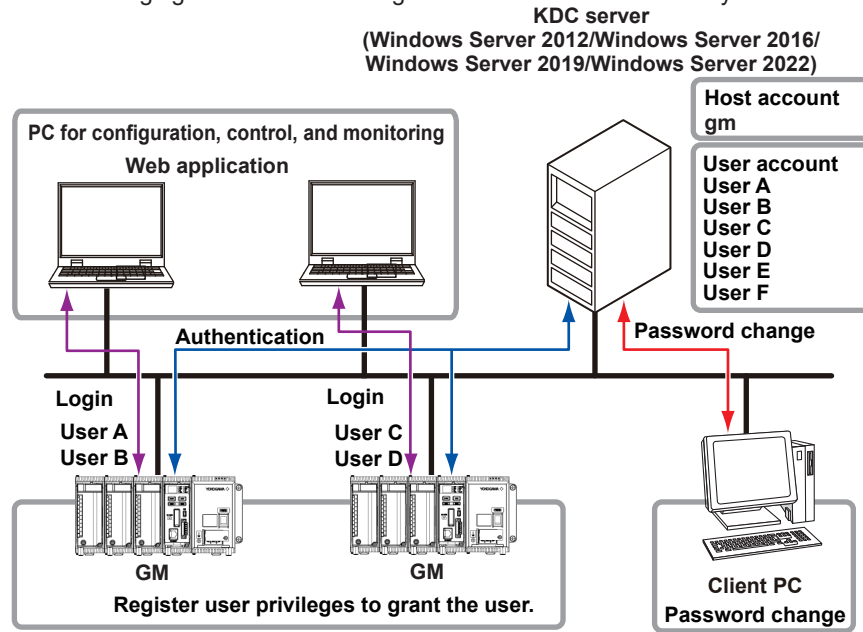 KDC server
(Windows Server 2012/Windows Server 2016/
Windows Server 2019/Windows Server 2022)
Host account
gm
PC for configuration, control, and monitoring
Web application
User account
User A
User B
User C
User D
User E
User F
Authentication
Password change
Login
User A
User B
Login
User C
User D
YOKOGAWA
YOKOGAWA
GM
GM
Register user privileges to grant the user.
Client PC
Password change